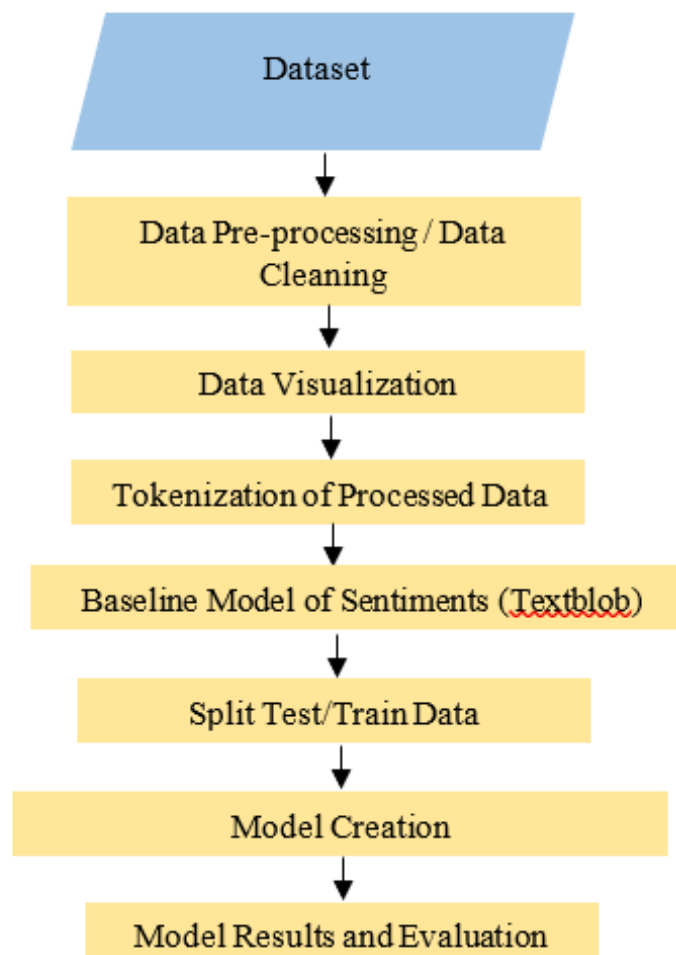 Dataset
Data Pre-processing / Data
Cleaning
Data Visualization
Tokenization of Processed Data
Baseline Model of Sentiments (Textblob)
Split Test/Train Data
Model Creation
Model Results and Evaluation